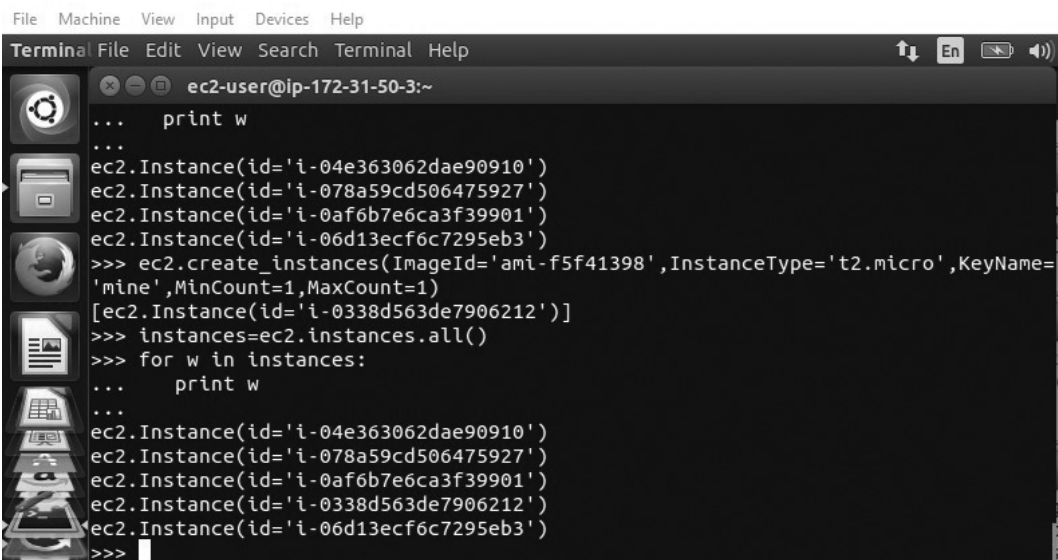 File Machine View Input Devices Help
Terminal File Edit View Search Terminal Help En
ec2-user@ip-172-31-50-3:~
... print w
...
ec2.Instance(id='i-04e363062dae90910')
ec2.Instance(id='i-078a59cd506475927')
ec2.Instance(id='i-0af6b7e6ca3f39901')
ec2.Instance(id='i-06d13ecf6c7295eb3')
>>> ec2.create_instances(ImageId='ami-f5f41398',InstanceType='t2.micro',KeyName=
'mine',MinCount=1,MaxCount=1)
[ec2.Instance(id='i-0338d563de7906212')]
>>> instances=ec2.instances.all()
>>> for w in instances:
... print w
...
ec2.Instance(id='i-04e363062dae90910')
ec2.Instance(id='i-078a59cd506475927')
ec2.Instance(id='i-0af6b7e6ca3f39901')
ec2.Instance(id='i-0338d563de7906212')
ec2.Instance(id='i-06d13ecf6c7295eb3')
>>>